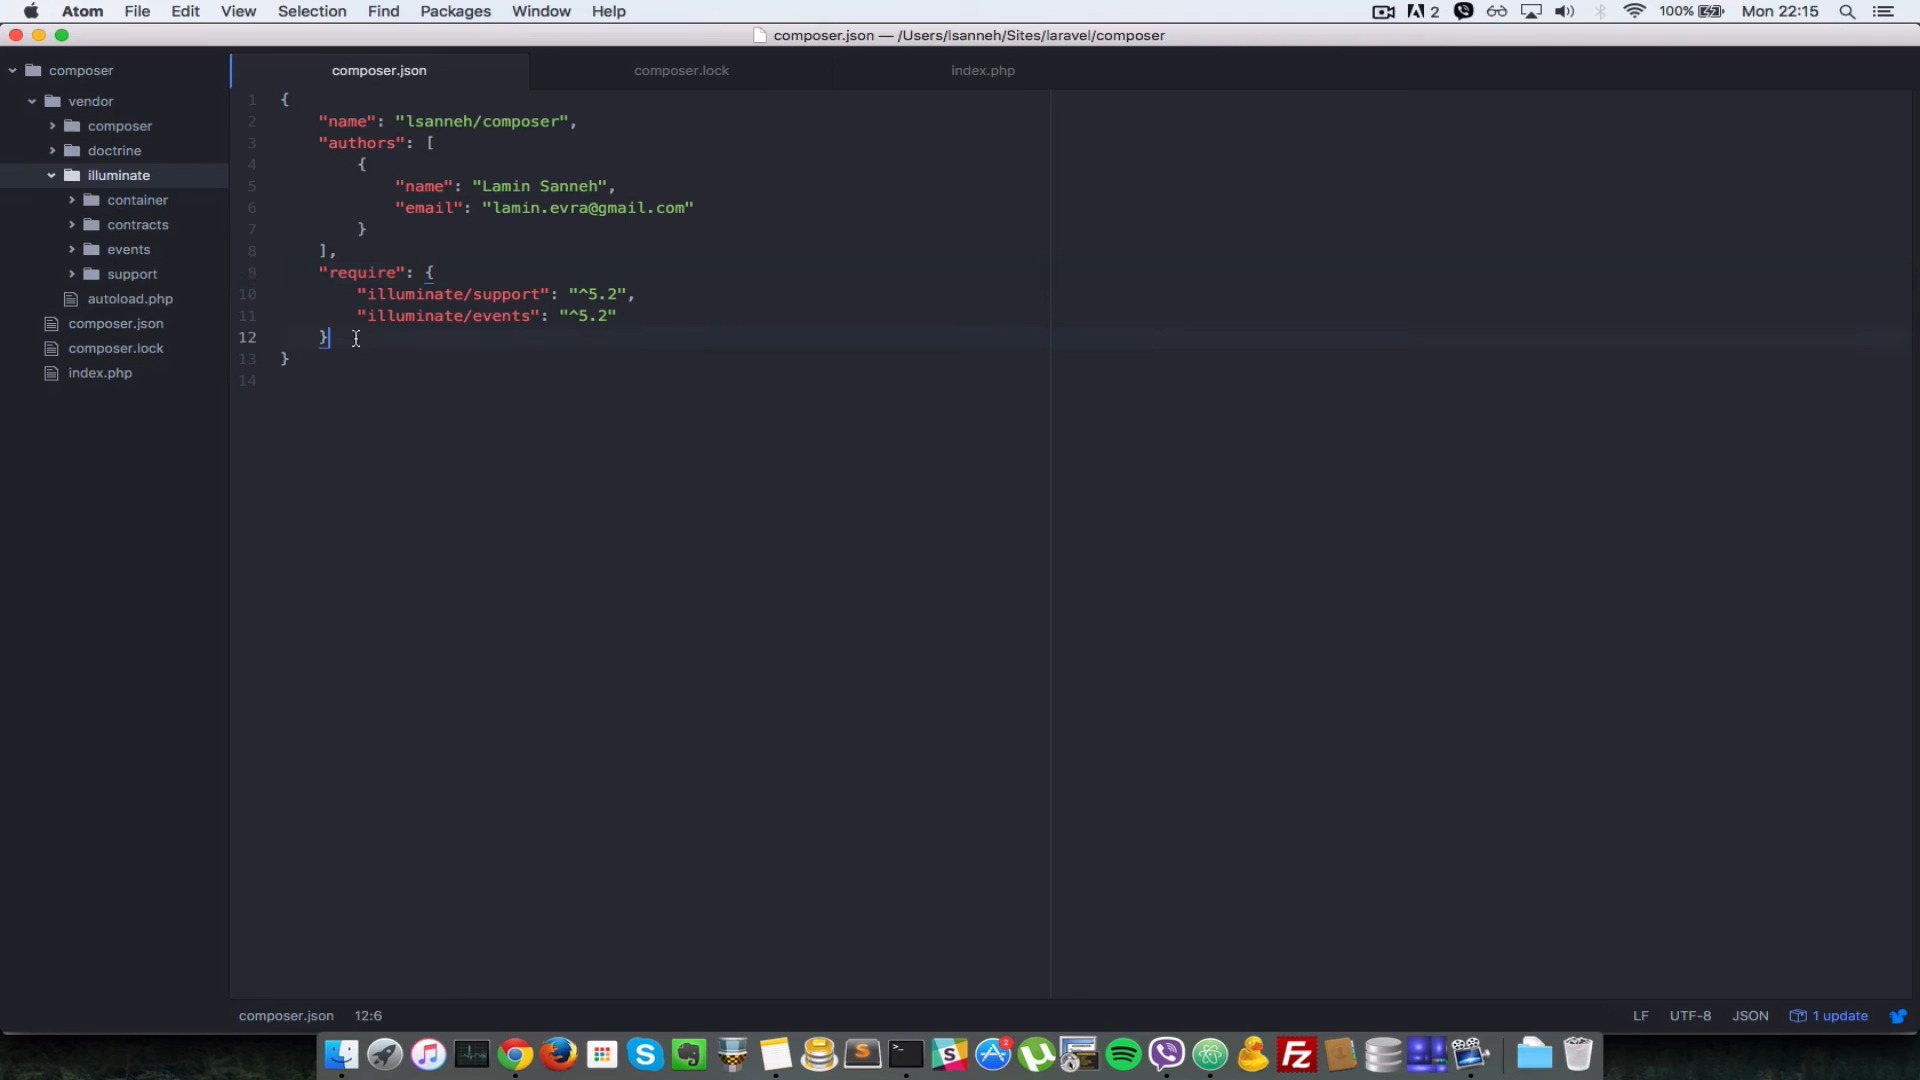 Atom File Edit View Selection Find Packages Window Help 2 100% Mon 22:15
composer.json — /Users/lsanneh/Sites/laravel/composer
composer
vendor
composer
doctrine
illuminate
container
contracts
events
support
autoload.php
composer.json
composer.lock
index.php
composer.json composer.lock index.php
1 {
2 "name": "lsanneh/composer",
3 "authors": [
4 {
5 "name": "Lamin Sanneh",
6 "email": "lamin.evra@gmail.com"
7 }
8 ],
9 "require": {
10 "illuminate/support": "^5.2",
11 "illuminate/events": "^5.2"
12 }
13 }
14
composer.json 12:6 LF UTF-8 JSON 1 update